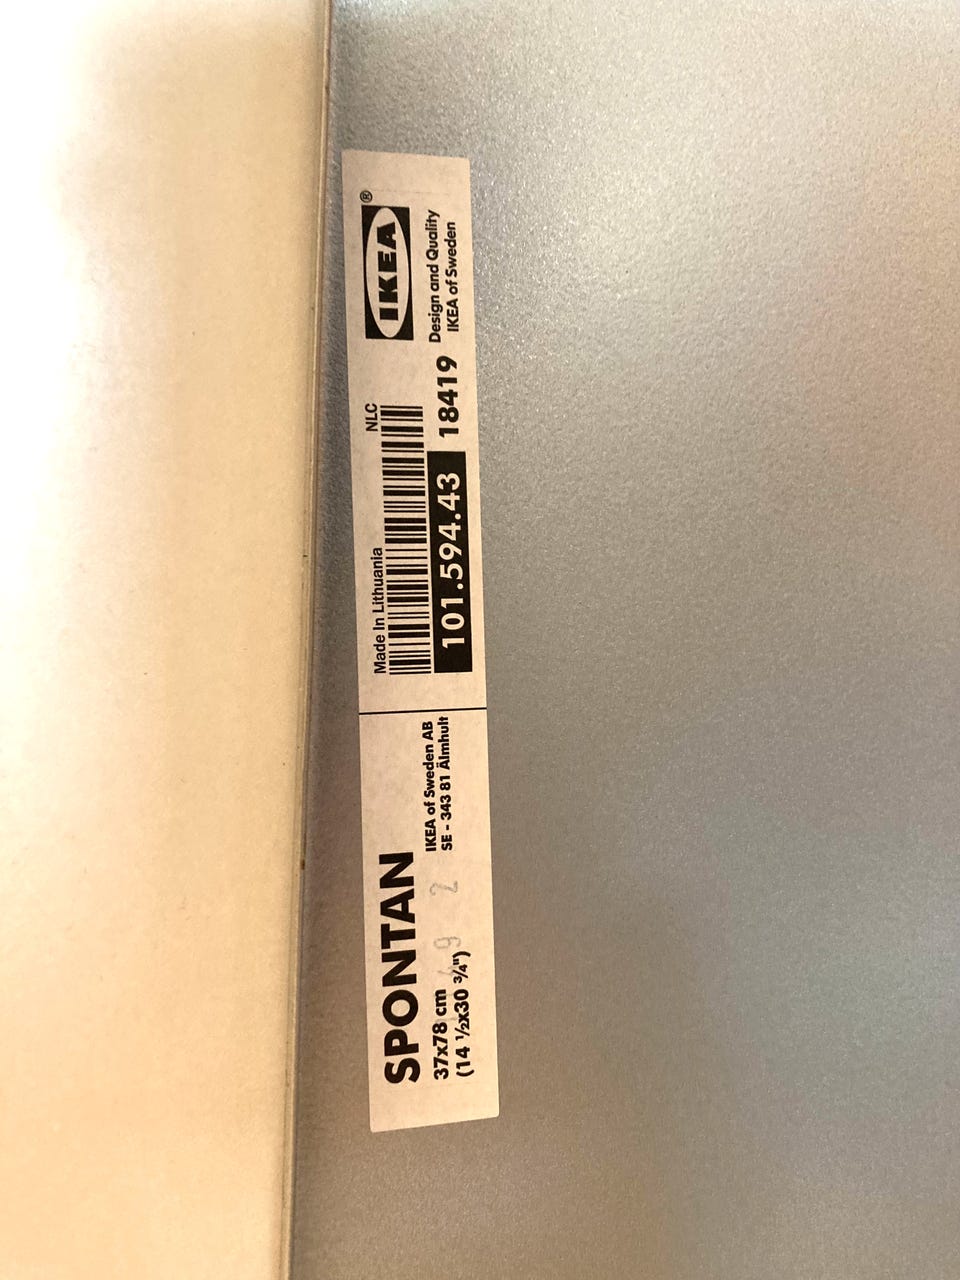 SPONTAN
37x78 cm
(14 ½x30 ¾")
IKEA of Sweden AB
SE - 343 81 Älmhult
Made In Lithuania
NLC
101.594.43
18419
IKEA®
Design and Quality
IKEA of Sweden